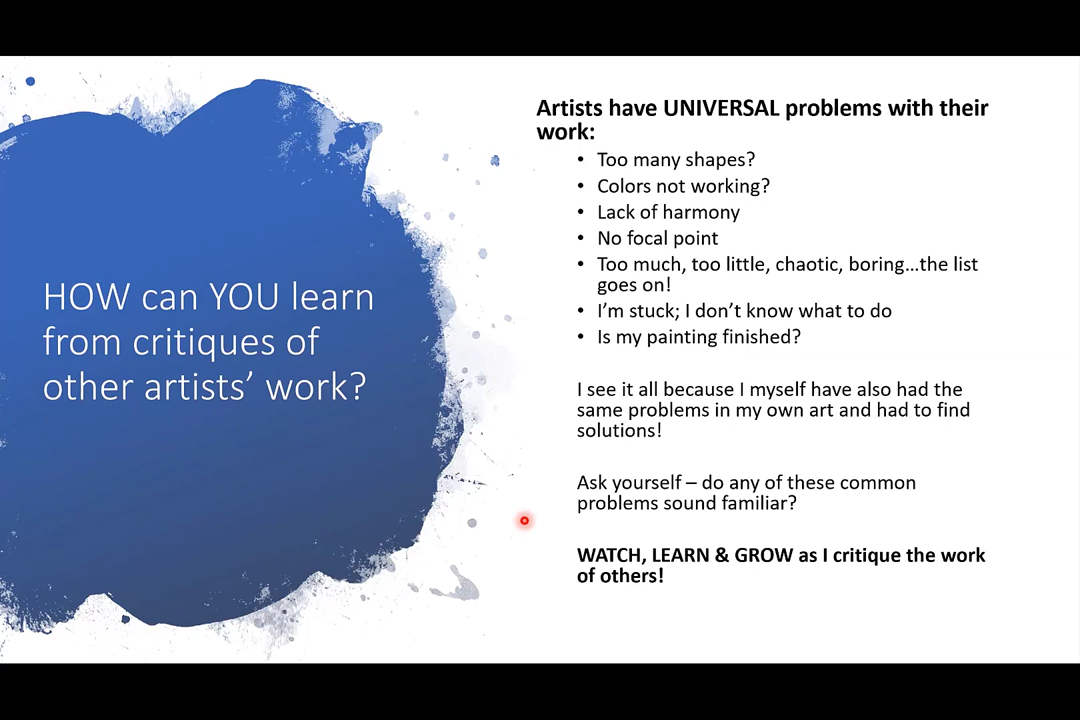 HOW can YOU learn
from critiques of
other artists’ work?
Artists have UNIVERSAL problems with their
work:
• Too many shapes?
• Colors not working?
• Lack of harmony
• No focal point
• Too much, too little, chaotic, boring…the list
goes on!
• I’m stuck; I don’t know what to do
• Is my painting finished?
I see it all because I myself have also had the
same problems in my own art and had to find
solutions!
Ask yourself – do any of these common
problems sound familiar?
WATCH, LEARN & GROW as I critique the work
of others!